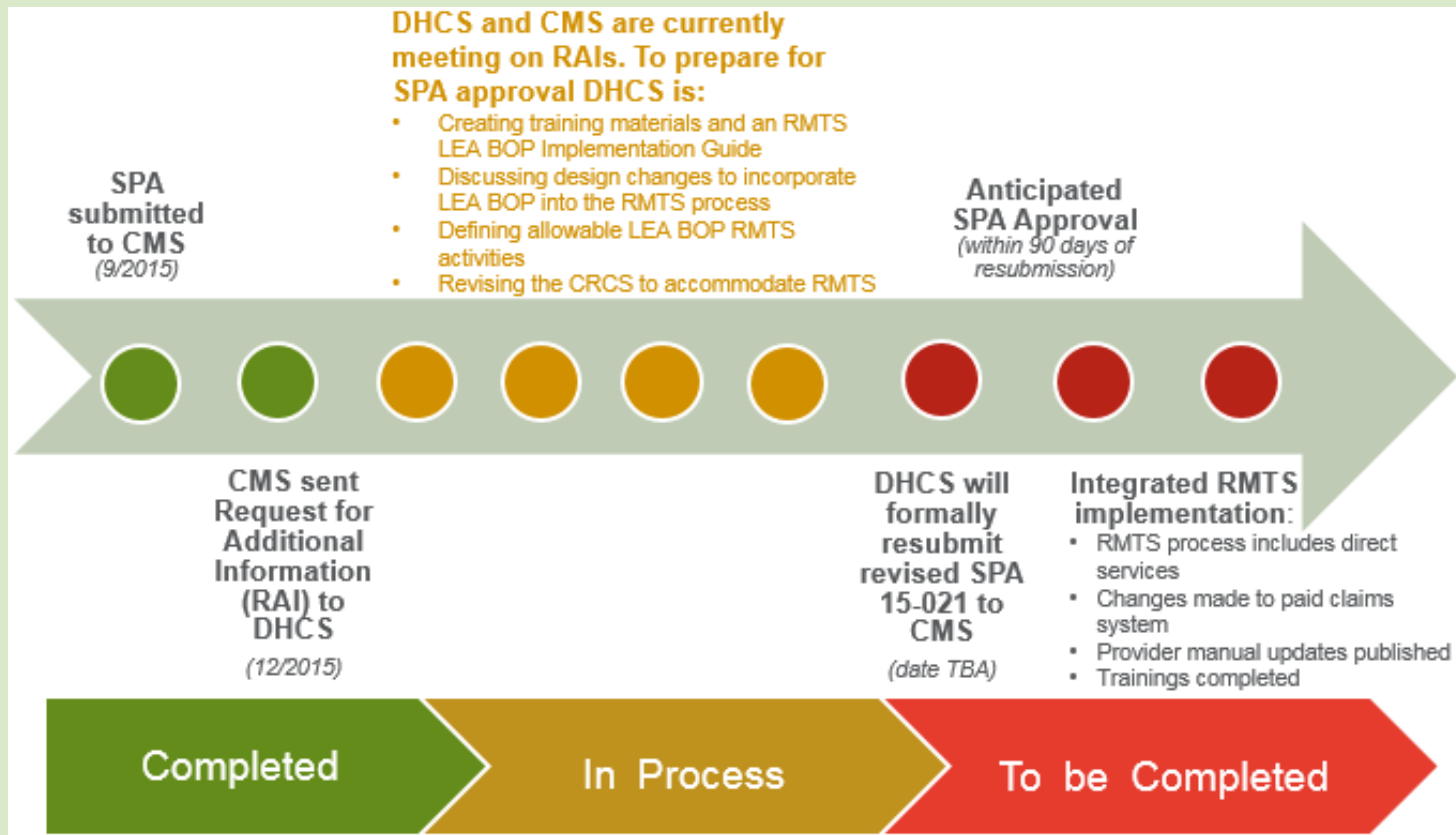 DHCS and CMS are currently
meeting on RAIs. To prepare for
SPA approval DHCS is:
• Creating training materials and an RMTS
LEA BOP Implementation Guide
• Discussing design changes to incorporate
LEA BOP into the RMTS process
• Defining allowable LEA BOP RMTS
activities
• Revising the CRCS to accommodate RMTS
SPA
submitted
to CMS
(9/2015)
Anticipated
SPA Approval
(within 90 days of
resubmission)
CMS sent
Request for
Additional
Information
(RAI) to
DHCS
(12/2015)
DHCS will
formally
resubmit
revised SPA
15-021 to
CMS
(date TBA)
Integrated RMTS
implementation:
• RMTS process includes direct
services
• Changes made to paid claims
system
• Provider manual updates published
• Trainings completed
Completed
In Process
To be Completed